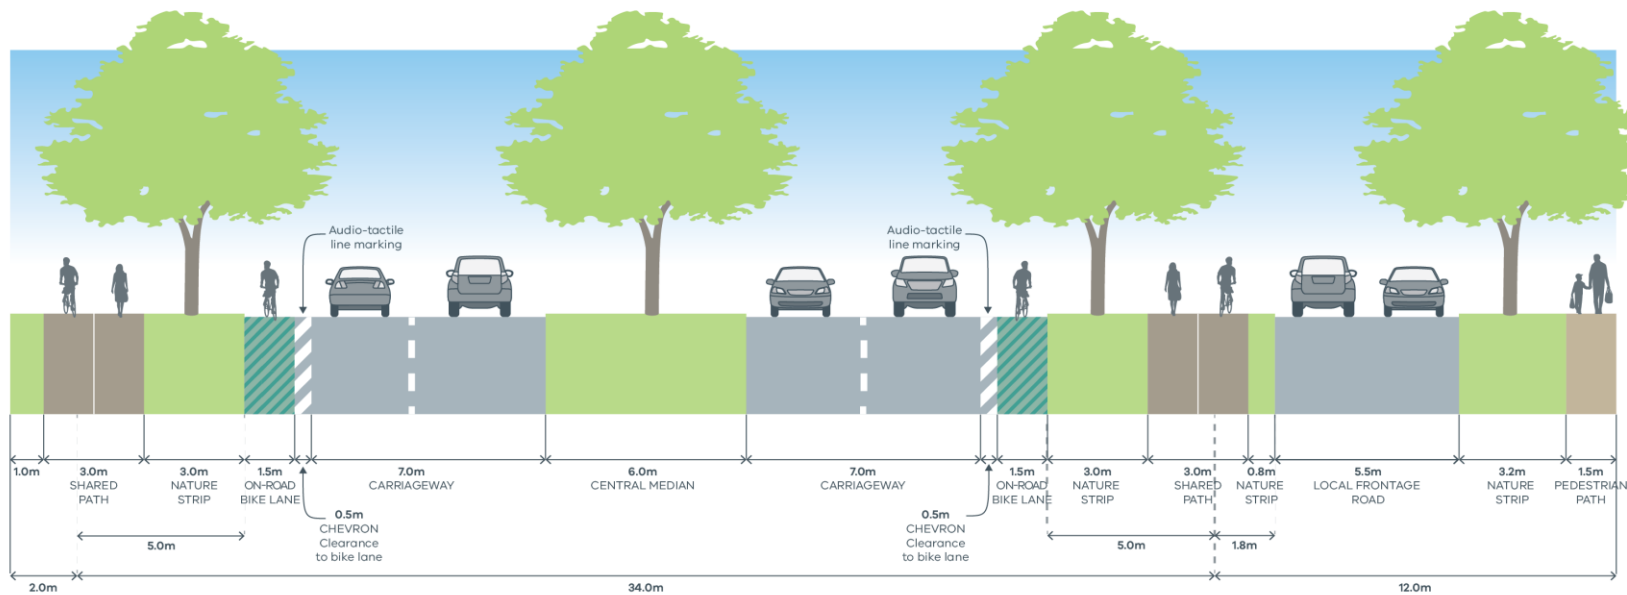 Audio-tactile
line marking
Audio-tactile
line marking
1.0m
3.0m
SHARED
PATH
3.0m
NATURE
STRIP
1.5m
ON-ROAD
BIKE LANE
7.0m
CARRIAGEWAY
6.0m
CENTRAL MEDIAN
7.0m
CARRIAGEWAY
1.5m
ON-ROAD
BIKE LANE
3.0m
NATURE
STRIP
3.0m
SHARED
PATH
0.8m
NATURE
STRIP
5.5m
LOCAL FRONTAGE
ROAD
3.2m
NATURE
STRIP
1.5m
PEDESTRIAN
PATH
0.5m
CHEVRON
Clearance
to bike lane
0.5m
CHEVRON
Clearance
to bike lane
5.0m
5.0m
1.8m
2.0m
34.0m
12.0m